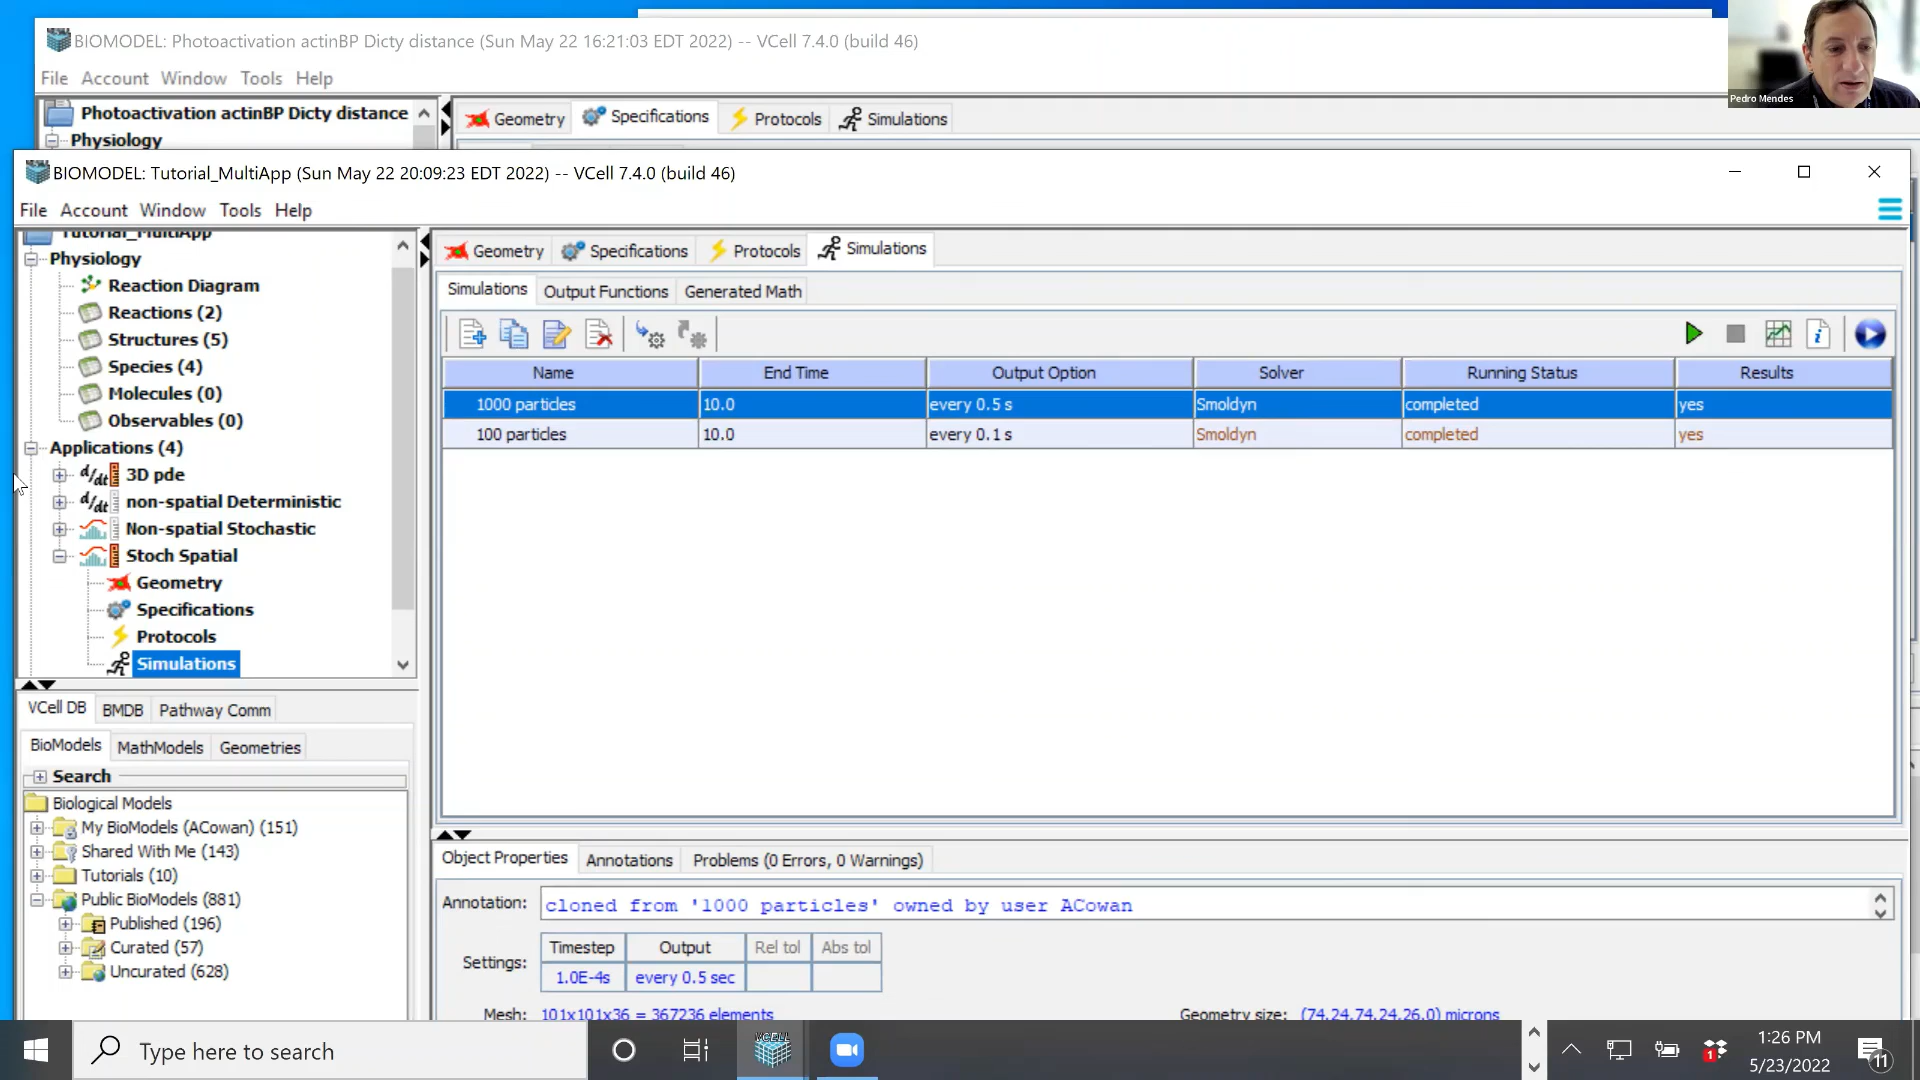 BIOMODEL: Photoactivation actinBP Dicty distance (Sun May 22 16:21:03 EDT 2022) -- VCell 7.4.0 (build 46)
Pedro Mendes
File Account Window Tools Help
Photoactivation actinBP Dicty distance
Physiology
Geometry Specifications Protocols Simulations
BIOMODEL: Tutorial_MultiApp (Sun May 22 20:09:23 EDT 2022) -- VCell 7.4.0 (build 46)
File Account Window Tools Help
Tutorial_MultiApp
Physiology
Reaction Diagram
Reactions (2)
Structures (5)
Species (4)
Molecules (0)
Observables (0)
Applications (4)
d/dt 3D pde
d/dt non-spatial Deterministic
Non-spatial Stochastic
Stoch Spatial
Geometry
Specifications
Protocols
Simulations
Geometry Specifications Protocols Simulations
Simulations Output Functions Generated Math
Name End Time Output Option Solver Running Status Results
1000 particles 10.0 every 0.5 s Smoldyn completed yes
100 particles 10.0 every 0.1 s Smoldyn completed yes
VCell DB BMDB Pathway Comm
BioModels MathModels Geometries
Search
Biological Models
My BioModels (ACowan) (151)
Shared With Me (143)
Tutorials (10)
Public BioModels (881)
Published (196)
Curated (57)
Uncurated (628)
Object Properties Annotations Problems (0 Errors, 0 Warnings)
Annotation: cloned from '1000 particles' owned by user ACowan
Settings: Timestep Output Rel tol Abs tol
1.0E-4s every 0.5 sec
Mesh: 101x101x36 = 367236 elements Geometry size: (74.24,74.24,26.0) microns
Type here to search
VCELL
1
1:26 PM
5/23/2022
11